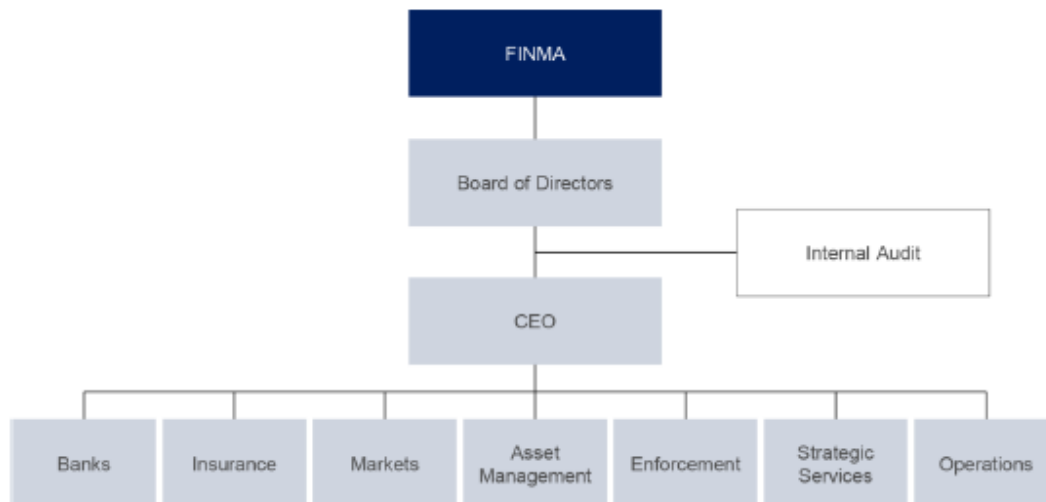 FINMA
Board of Directors
Internal Audit
CEO
Banks
Insurance
Markets
Asset
Management
Enforcement
Strategic
Services
Operations